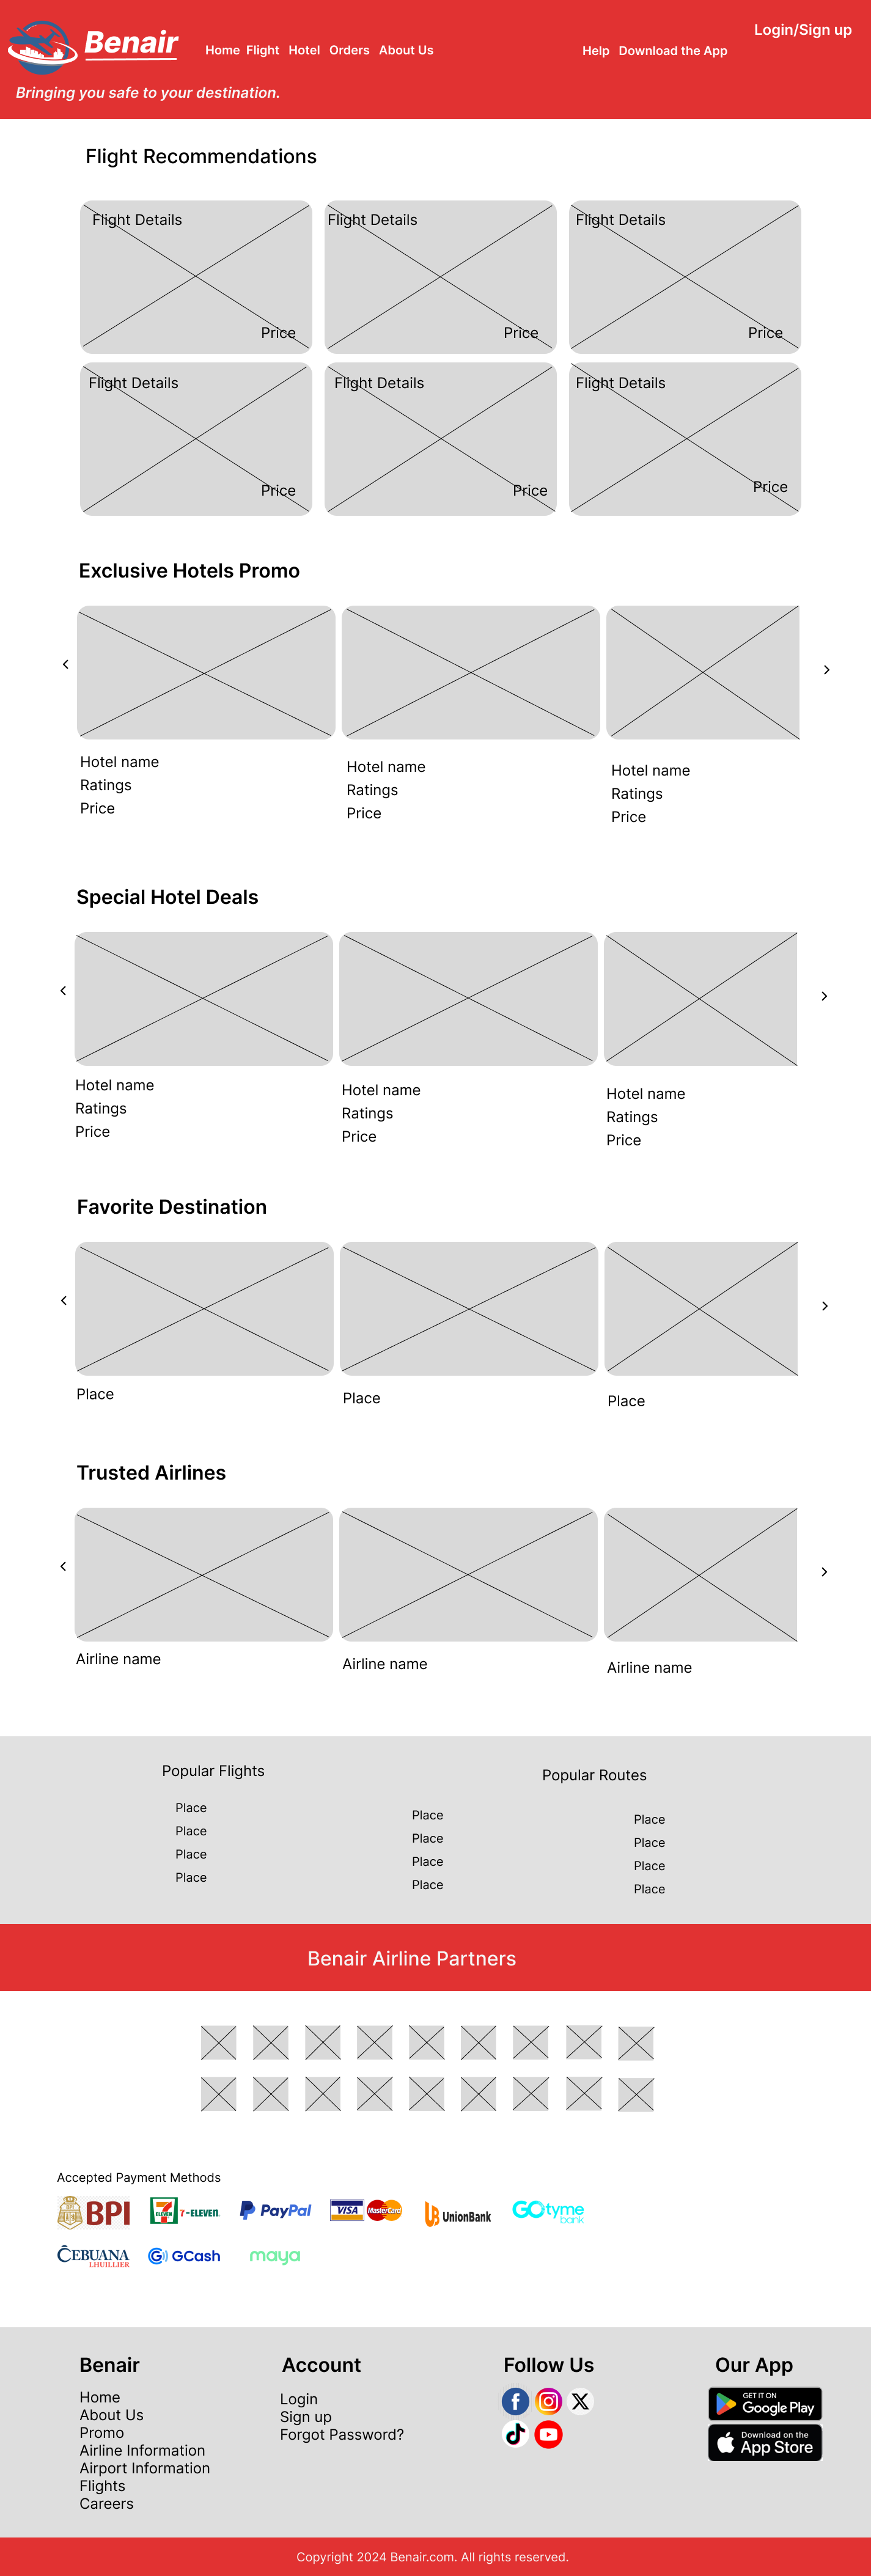 Login/Sign up
Benair
Home Flight Hotel Orders About Us
Help Download the App
Bringing you safe to your destination.
Flight Recommendations
Flight Details Flight Details Flight Details
Price Price Price
Flight Details Flight Details Flight Details
Price Price Price
Exclusive Hotels Promo
Hotel name Hotel name Hotel name
Ratings Ratings Ratings
Price Price Price
Special Hotel Deals
Hotel name Hotel name Hotel name
Ratings Ratings Ratings
Price Price Price
Favorite Destination
Place Place Place
Trusted Airlines
Airline name Airline name Airline name
Popular Flights Popular Routes
Place Place Place
Place Place Place
Place Place Place
Place Place Place
Benair Airline Partners
Accepted Payment Methods
BPI 7 ELEVEN 7-ELEVEN. PayPal VISA MasterCard UnionBank GOtyme bank
CEBUANA LHUILLIER GCash maya
Benair
Home
About Us
Promo
Airline Information
Airport Information
Flights
Careers
Account
Login
Sign up
Forgot Password?
Follow Us
Our App
GET IT ON
Google Play
Download on the
App Store
Copyright 2024 Benair.com. All rights reserved.